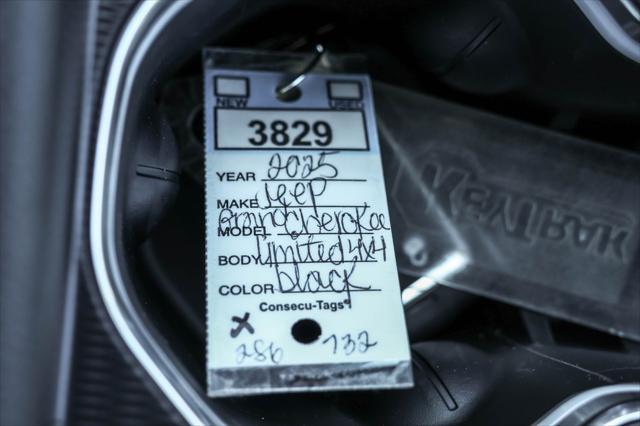 NEW USED
3829
YEAR 2025
MAKE Jeep
MODEL Grand Cherokee
BODY Limited 4x4
COLOR black
Consecu-Tags®
x
286 732
KEYTRAK